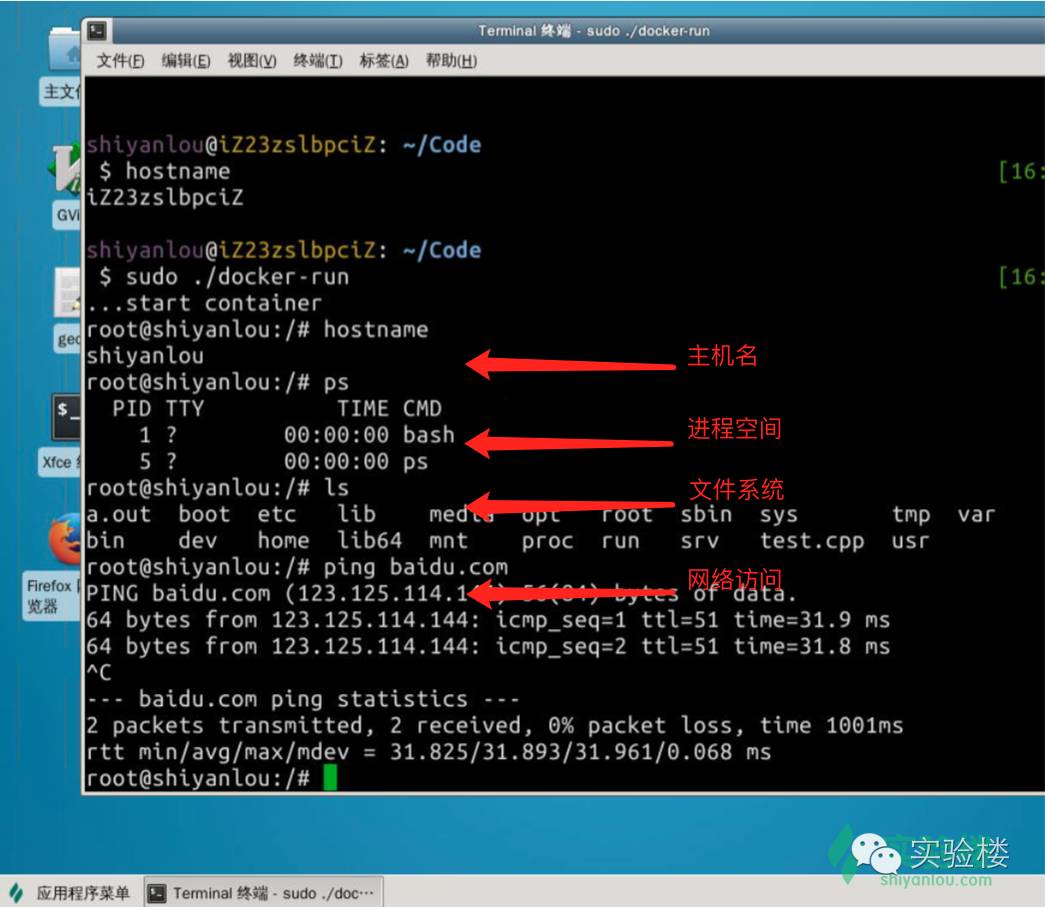 Terminal 终端 - sudo ./docker-run
文件(F) 编辑(E) 视图(V) 终端(T) 标签(A) 帮助(H)
主文
GVi
geo
Xfce
Firefox
览器
shiyanlou@iZ23zslbpciZ: ~/Code
$ hostname [16:
iZ23zslbpciZ
shiyanlou@iZ23zslbpciZ: ~/Code
$ sudo ./docker-run [16:
...start container
root@shiyanlou:/# hostname
shiyanlou 主机名
root@shiyanlou:/# ps
PID TTY TIME CMD
1 ? 00:00:00 bash 进程空间
5 ? 00:00:00 ps
root@shiyanlou:/# ls 文件系统
a.out boot etc lib media opt root sbin sys tmp var
bin dev home lib64 mnt proc run srv test.cpp usr
root@shiyanlou:/# ping baidu.com 网络访问
PING baidu.com (123.125.114.144) 56(84) bytes of data.
64 bytes from 123.125.114.144: icmp_seq=1 ttl=51 time=31.9 ms
64 bytes from 123.125.114.144: icmp_seq=2 ttl=51 time=31.8 ms
^C
--- baidu.com ping statistics ---
2 packets transmitted, 2 received, 0% packet loss, time 1001ms
rtt min/avg/max/mdev = 31.825/31.893/31.961/0.068 ms
root@shiyanlou:/#
实验楼
shiyanlou.com
应用程序菜单 Terminal 终端 - sudo ./doc···